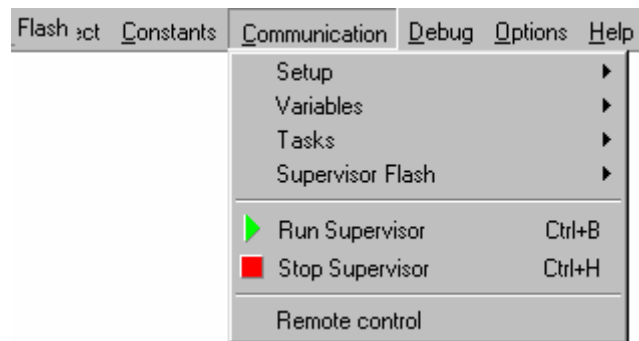 Flash ect Constants Communication Debug Options Help
Setup
Variables
Tasks
Supervisor Flash
Run Supervisor Ctrl+B
Stop Supervisor Ctrl+H
Remote control